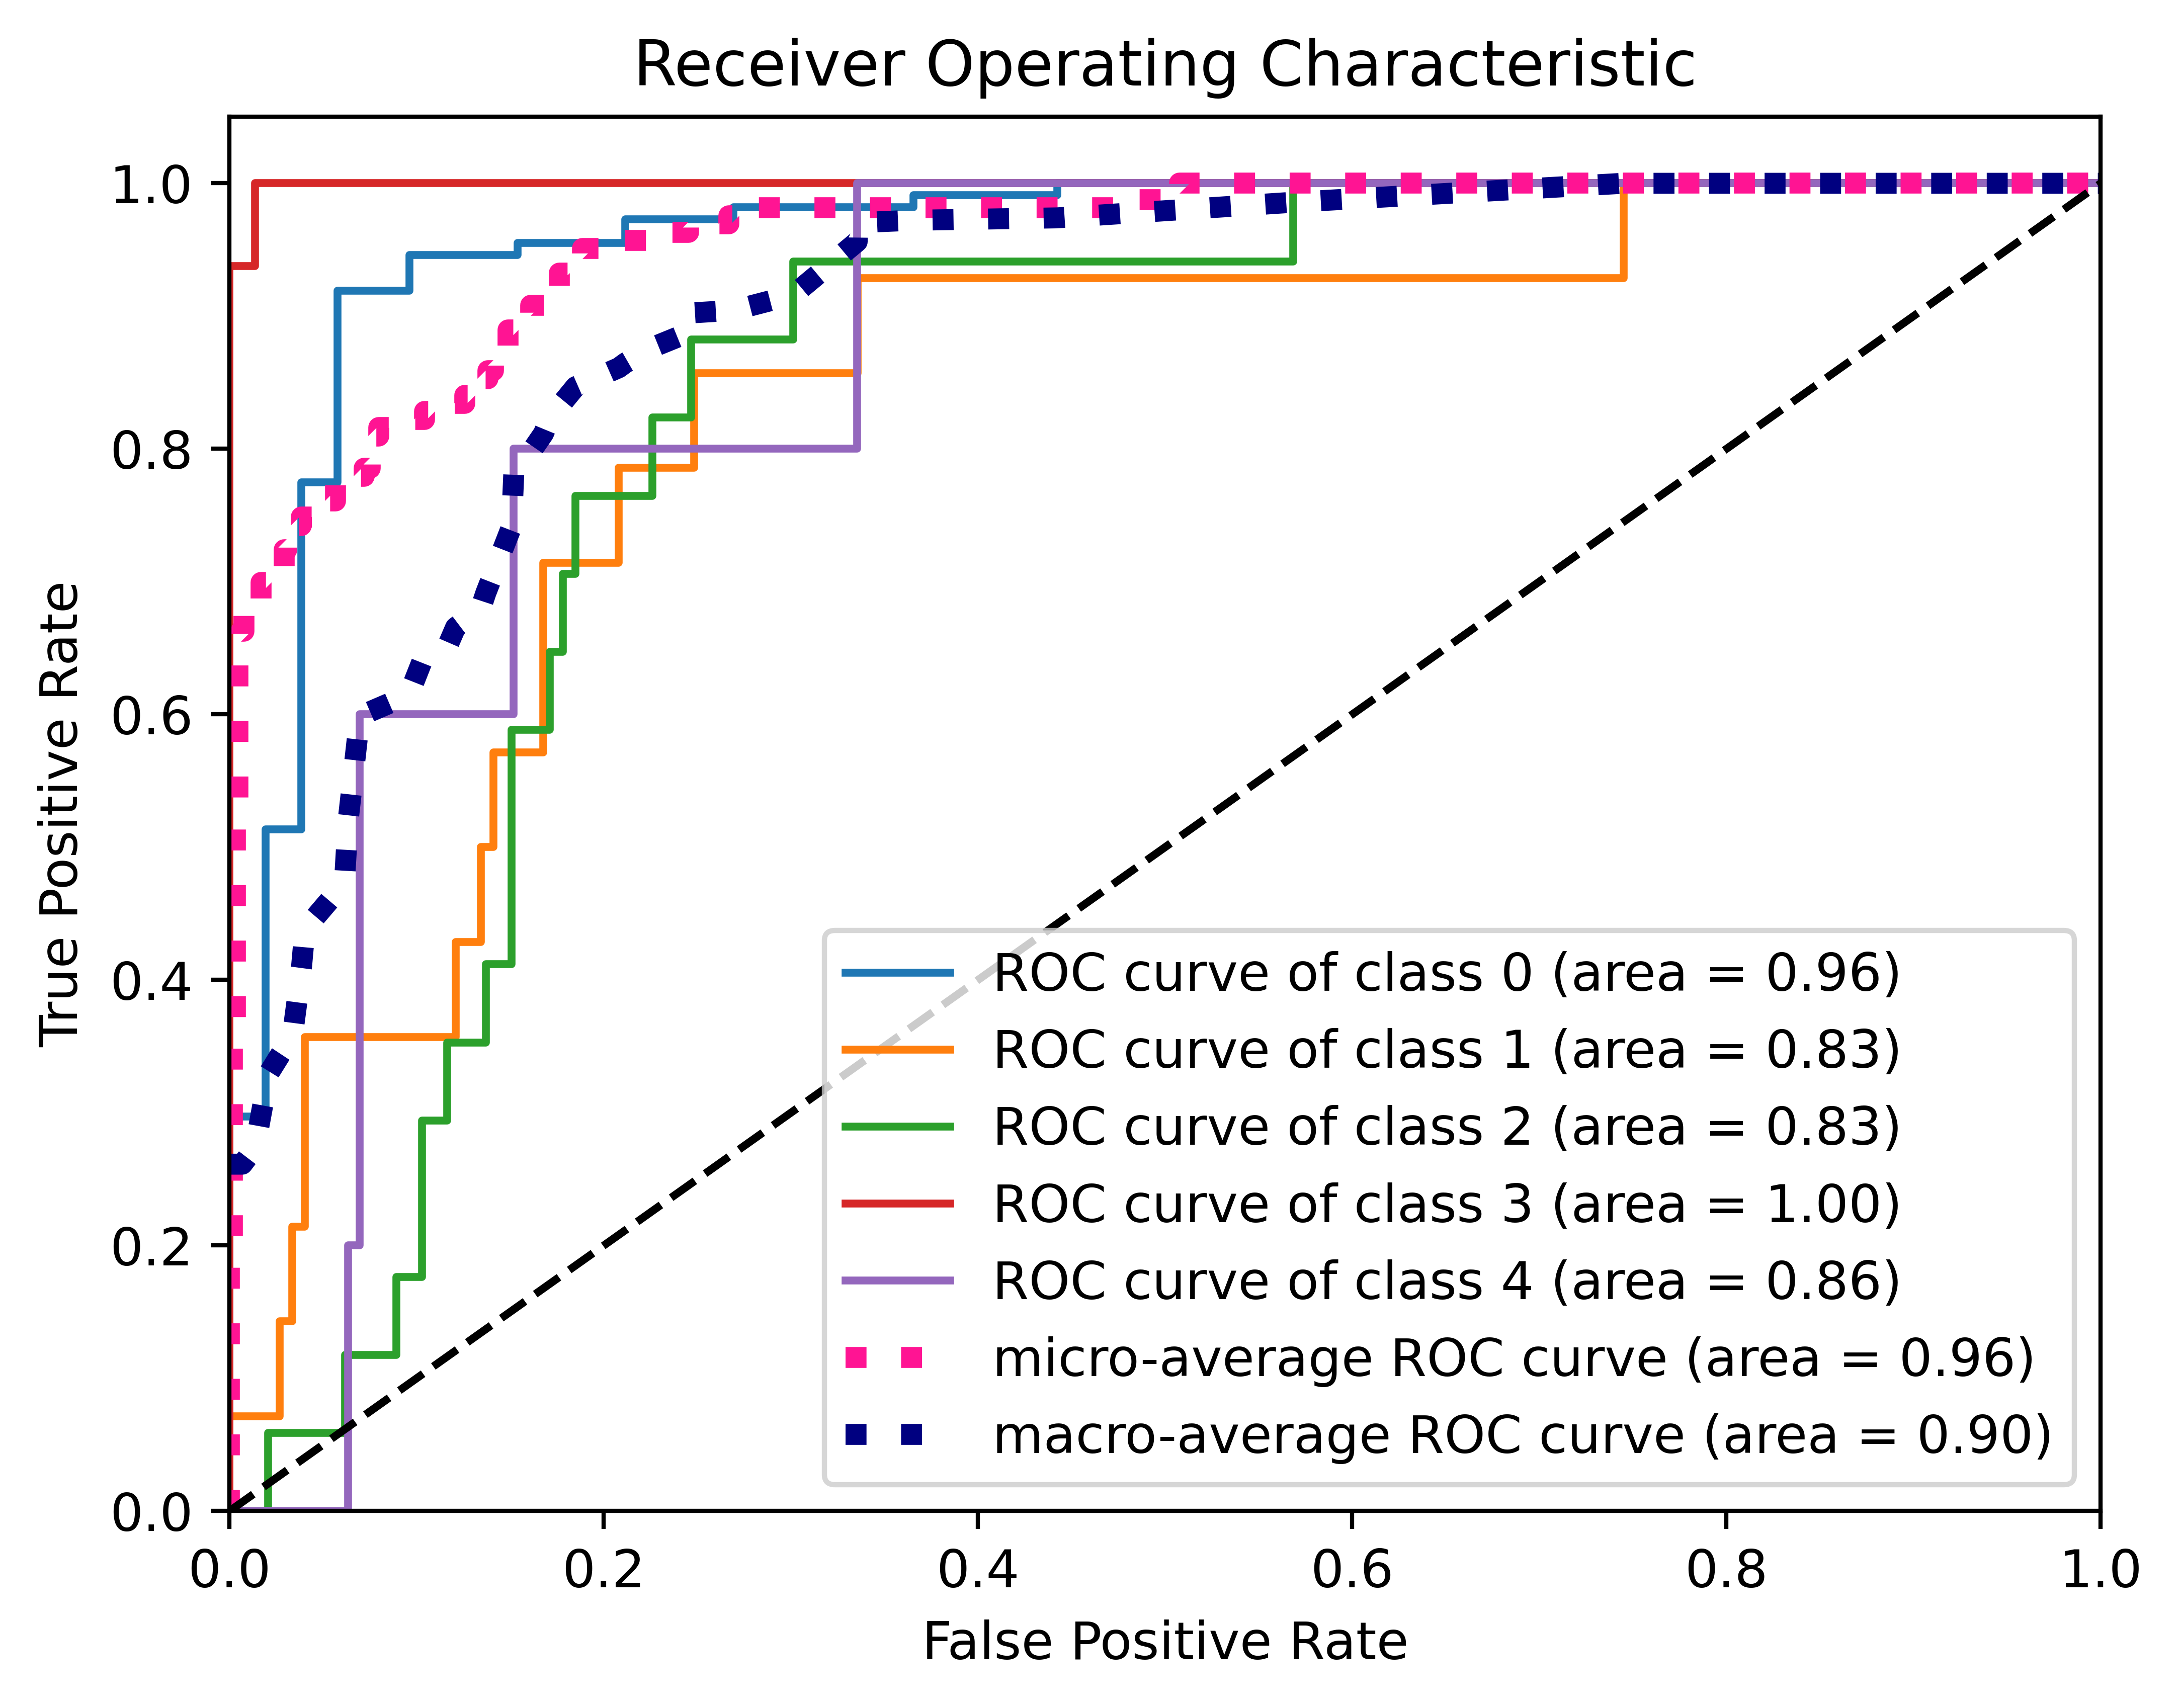 Receiver Operating Characteristic
1.0
0.8
0.6
0.4
0.2
0.0
True Positive Rate
ROC curve of class 0 (area = 0.96)
ROC curve of class 1 (area = 0.83)
ROC curve of class 2 (area = 0.83)
ROC curve of class 3 (area = 1.00)
ROC curve of class 4 (area = 0.86)
micro-average ROC curve (area = 0.96)
macro-average ROC curve (area = 0.90)
0.0 0.2 0.4 0.6 0.8 1.0
False Positive Rate